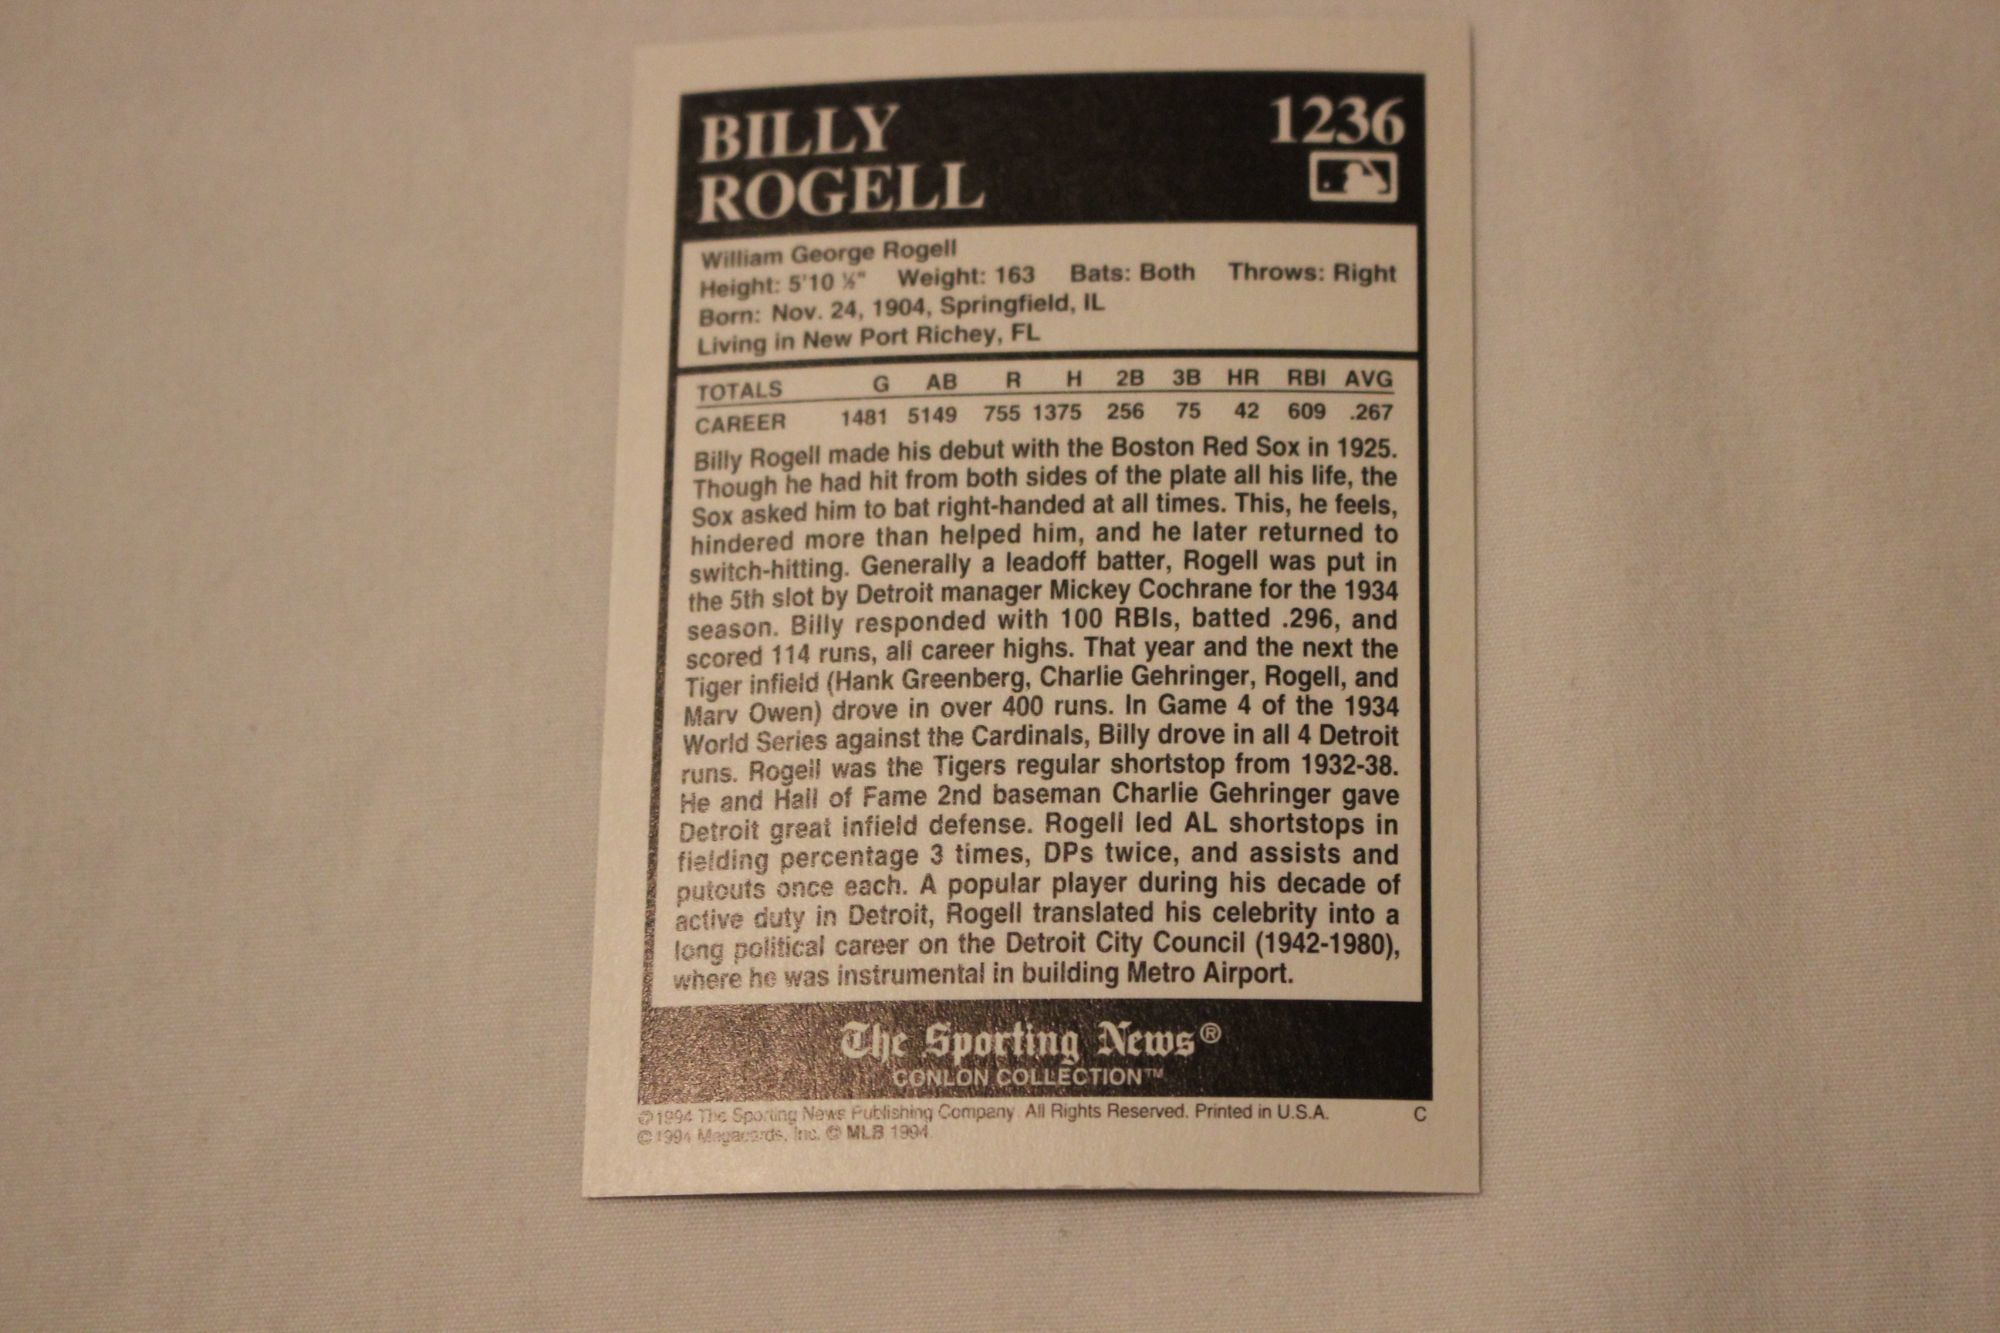 BILLY
ROGELL
1236
William George Rogell
Height: 5'10 ½" Weight: 163 Bats: Both Throws: Right
Born: Nov. 24, 1904, Springfield, IL
Living in New Port Richey, FL
TOTALS G AB R H 2B 3B HR RBI AVG
CAREER 1481 5149 755 1375 256 75 42 609 .267
Billy Rogell made his debut with the Boston Red Sox in 1925.
Though he had hit from both sides of the plate all his life, the
Sox asked him to bat right-handed at all times. This, he feels,
hindered more than helped him, and he later returned to
switch-hitting. Generally a leadoff batter, Rogell was put in
the 5th slot by Detroit manager Mickey Cochrane for the 1934
season. Billy responded with 100 RBIs, batted .296, and
scored 114 runs, all career highs. That year and the next the
Tiger infield (Hank Greenberg, Charlie Gehringer, Rogell, and
Marv Owen) drove in over 400 runs. In Game 4 of the 1934
World Series against the Cardinals, Billy drove in all 4 Detroit
runs. Rogell was the Tigers regular shortstop from 1932-38.
He and Hall of Fame 2nd baseman Charlie Gehringer gave
Detroit great infield defense. Rogell led AL shortstops in
fielding percentage 3 times, DPs twice, and assists and
putouts once each. A popular player during his decade of
active duty in Detroit, Rogell translated his celebrity into a
long political career on the Detroit City Council (1942-1980),
where he was instrumental in building Metro Airport.
The Sporting News®
CONLON COLLECTION™
©1994 The Sporting News Publishing Company. All Rights Reserved. Printed in U.S.A. C
©1994 Megacards, Inc. © MLB 1994